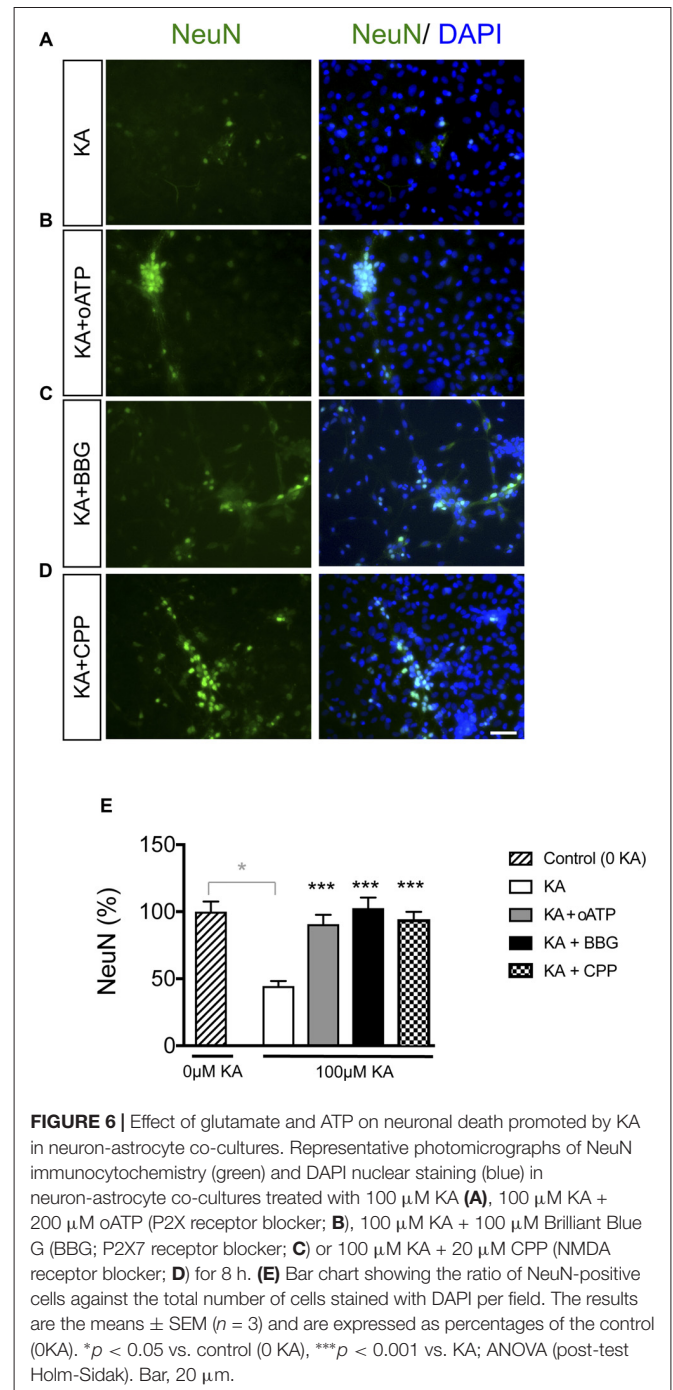 A
NeuN
NeuN/ DAPI
KA
B
KA+oATP
C
KA+BBG
D
KA+CPP
E
150
100
50
0
NeuN (%)
*
***
***
***
0µM KA
100µM KA
Control (0 KA)
KA
KA+oATP
KA + BBG
KA + CPP
FIGURE 6 | Effect of glutamate and ATP on neuronal death promoted by KA
in neuron-astrocyte co-cultures. Representative photomicrographs of NeuN
immunocytochemistry (green) and DAPI nuclear staining (blue) in
neuron-astrocyte co-cultures treated with 100 μM KA (A), 100 μM KA +
200 μM oATP (P2X receptor blocker; B), 100 μM KA + 100 μM Brilliant Blue
G (BBG; P2X7 receptor blocker; C) or 100 μM KA + 20 μM CPP (NMDA
receptor blocker; D) for 8 h. (E) Bar chart showing the ratio of NeuN-positive
cells against the total number of cells stained with DAPI per field. The results
are the means ± SEM (n = 3) and are expressed as percentages of the control
(0KA). *p < 0.05 vs. control (0 KA), ***p < 0.001 vs. KA; ANOVA (post-test
Holm-Sidak). Bar, 20 μm.